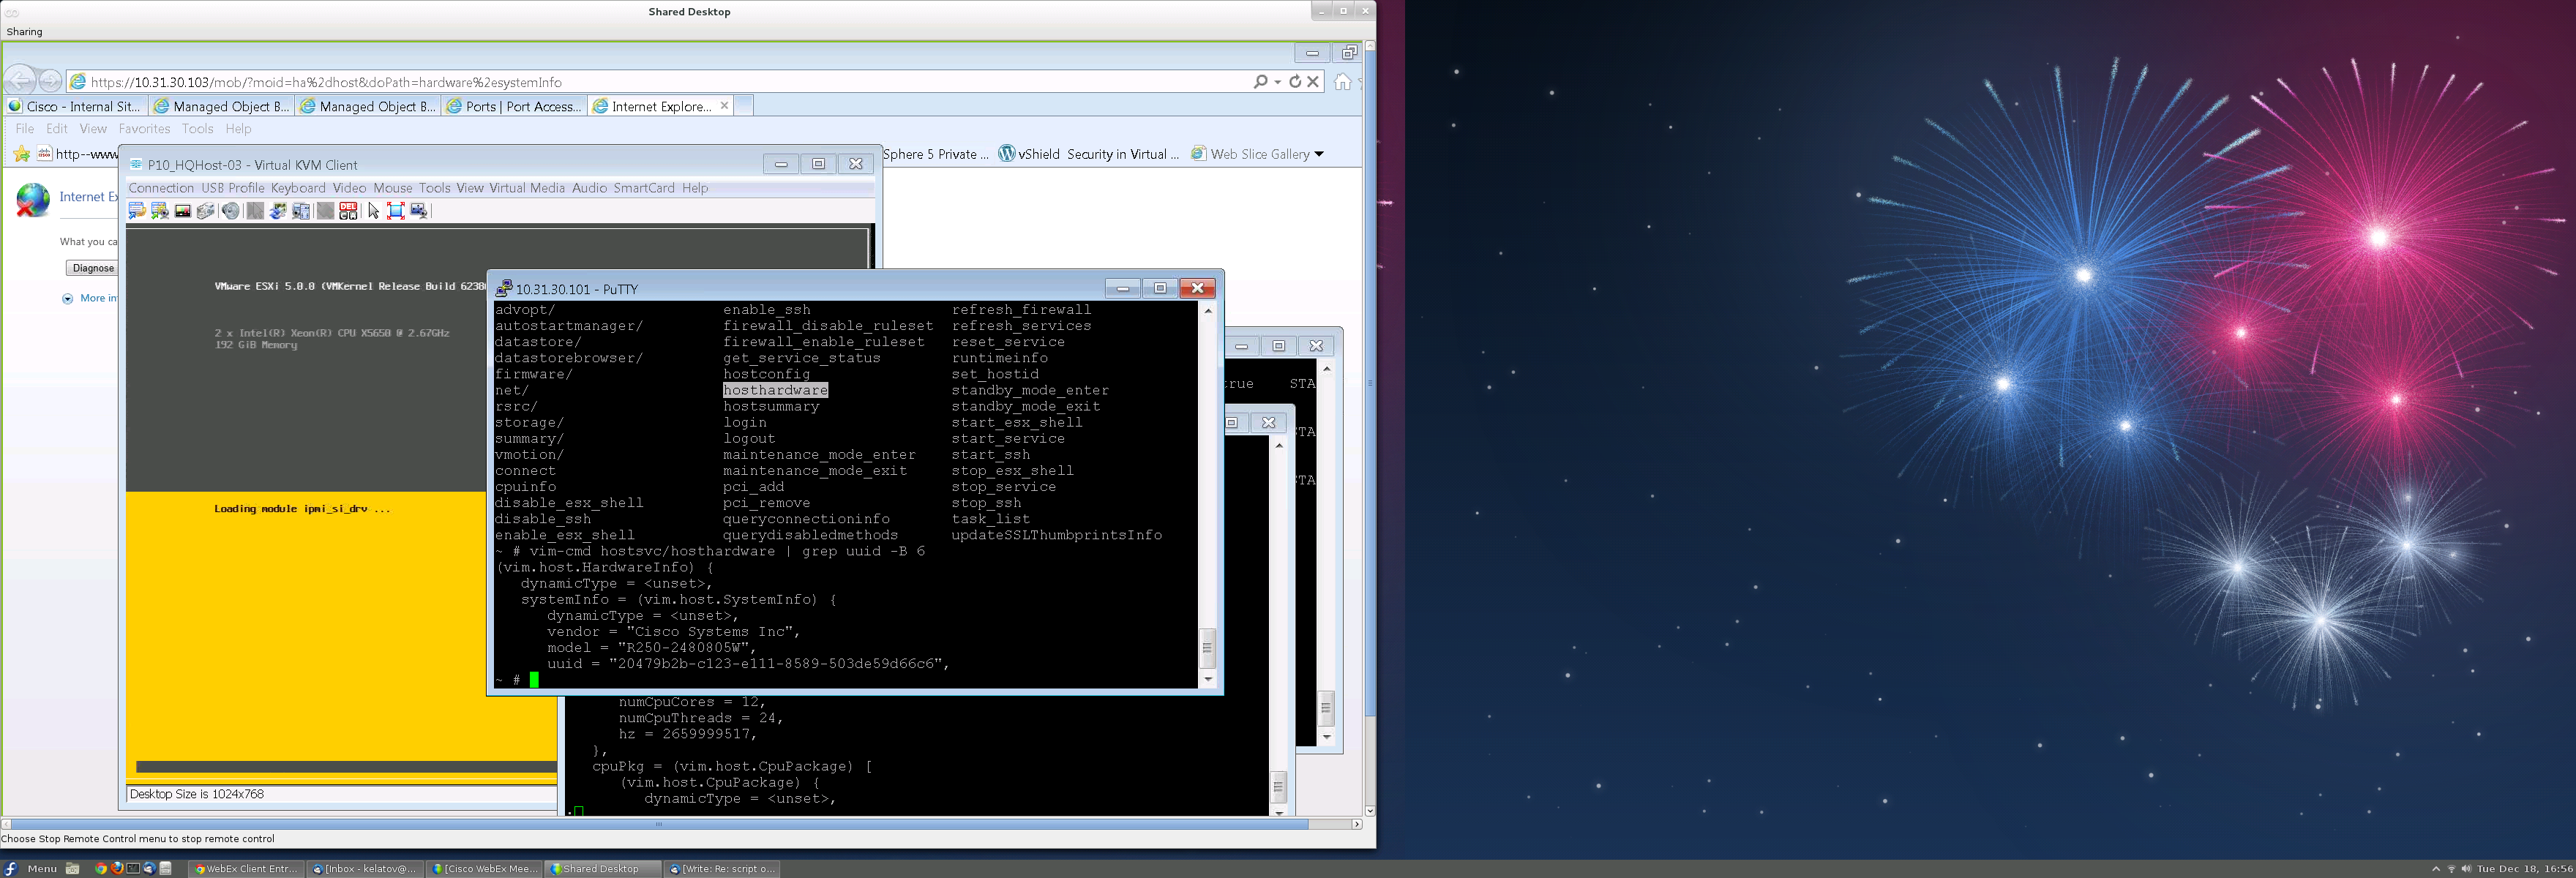 Shared Desktop
Sharing
https://10.31.30.103/mob/?moid=ha%2dhost&doPath=hardware%2esystemInfo
Cisco - Internal Sit... Managed Object B... Managed Object B... Ports | Port Access... Internet Explore...
File Edit View Favorites Tools Help
http--www
Sphere 5 Private ... vShield Security in Virtual ... Web Slice Gallery
Internet Ex
What you ca
Diagnose
More in
P10_HQHost-03 - Virtual KVM Client
Connection USB Profile Keyboard Video Mouse Tools View Virtual Media Audio SmartCard Help
VMware ESXi 5.0.0 (VMKernel Release Build 6238
2 x Intel(R) Xeon(R) CPU X5650 @ 2.67GHz
192 GiB Memory
Loading module ipmi_si_drv ...
Desktop Size is 1024x768
10.31.30.101 - PuTTY
advopt/ enable_ssh refresh_firewall
autostartmanager/ firewall_disable_ruleset refresh_services
datastore/ firewall_enable_ruleset reset_service
datastorebrowser/ get_service_status runtimeinfo
firmware/ hostconfig set_hostid
net/ hosthardware standby_mode_enter
rsrc/ hostsummary standby_mode_exit
storage/ login start_esx_shell
summary/ logout start_service
vmotion/ maintenance_mode_enter start_ssh
connect maintenance_mode_exit stop_esx_shell
cpuinfo pci_add stop_service
disable_esx_shell pci_remove stop_ssh
disable_ssh queryconnectioninfo task_list
enable_esx_shell querydisabledmethods updateSSLThumbprintsInfo
~ # vim-cmd hostsvc/hosthardware | grep uuid -B 6
(vim.host.HardwareInfo) {
dynamicType = <unset>,
systemInfo = (vim.host.SystemInfo) {
dynamicType = <unset>,
vendor = "Cisco Systems Inc",
model = "R250-2480805W",
uuid = "20479b2b-c123-e111-8589-503de59d66c6",
~ #
true STA
STA
STA
numCpuCores = 12,
numCpuThreads = 24,
hz = 2659999517,
},
cpuPkg = (vim.host.CpuPackage) [
(vim.host.CpuPackage) {
dynamicType = <unset>,
:
Choose Stop Remote Control menu to stop remote control
Menu WebEx Client Entr... [Inbox - kelatov@... [Cisco WebEx Mee... Shared Desktop [Write: Re: script o... Tue Dec 18, 16:56